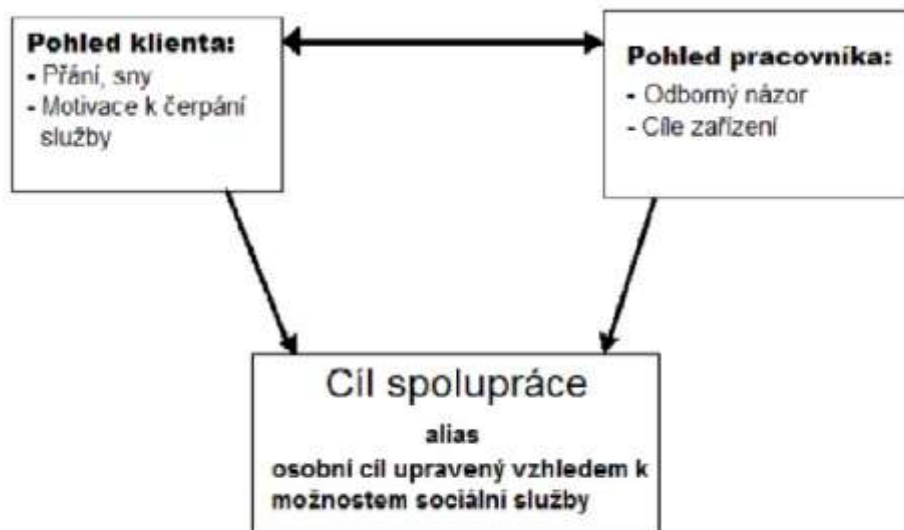 Pohled klienta:
- Přání, sny
- Motivace k čerpání
služby
Pohled pracovníka:
- Odborný názor
- Cíle zařízení
Cíl spolupráce
alias
osobní cíl upravený vzhledem k
možnostem sociální služby